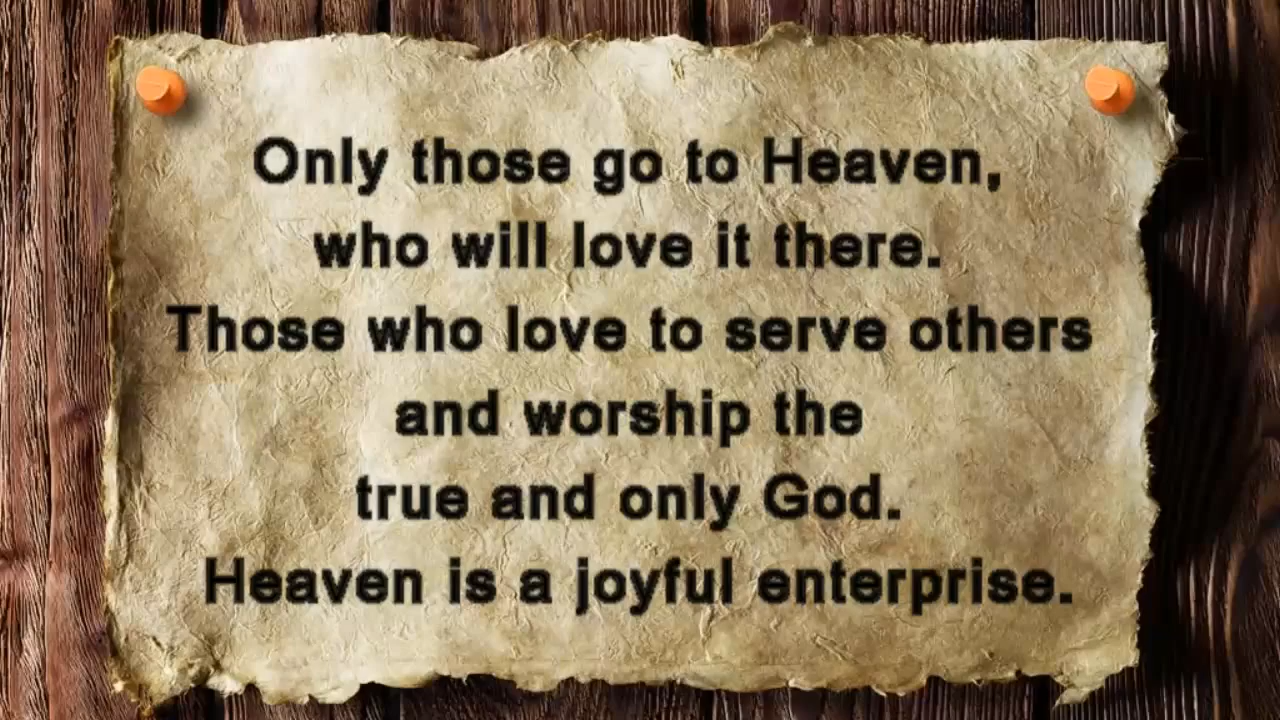 Only those go to Heaven,
who will love it there.
Those who love to serve others
and worship the
true and only God.
Heaven is a joyful enterprise.